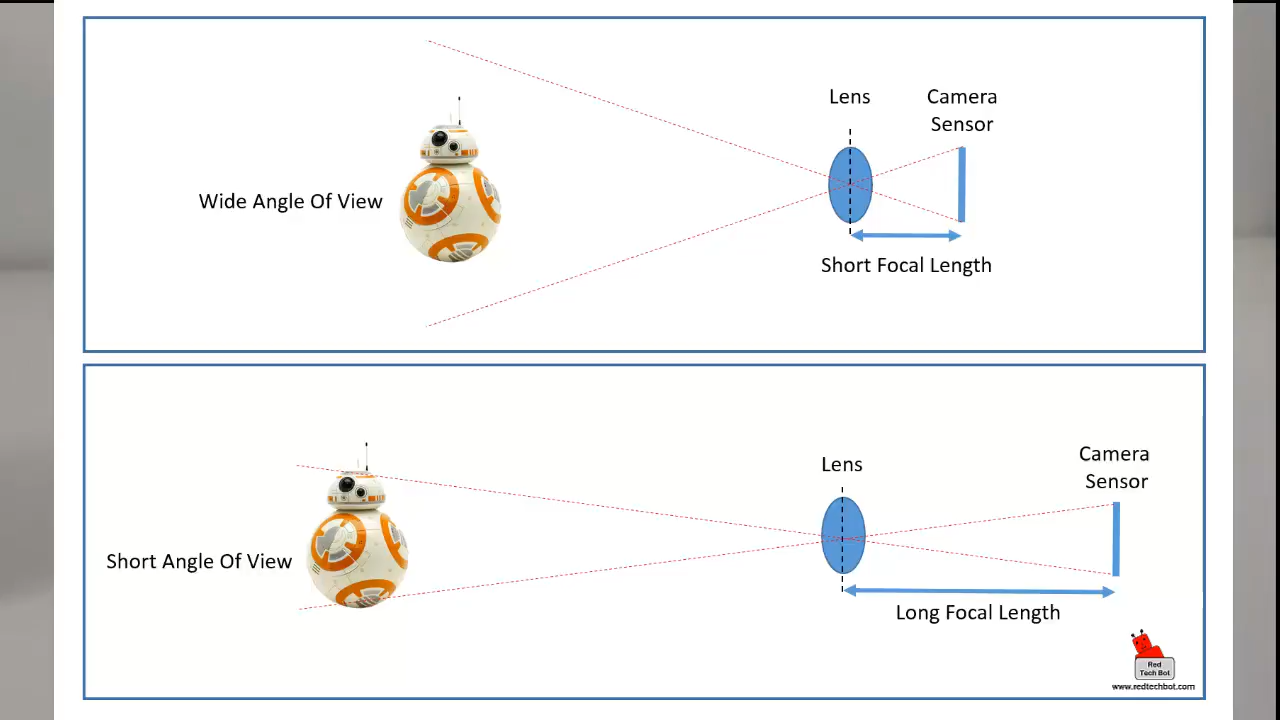 Lens
Camera
Sensor
Wide Angle Of View
Short Focal Length
Lens
Camera
Sensor
Short Angle Of View
Long Focal Length
Red
Tech Bot
www.redtechbot.com